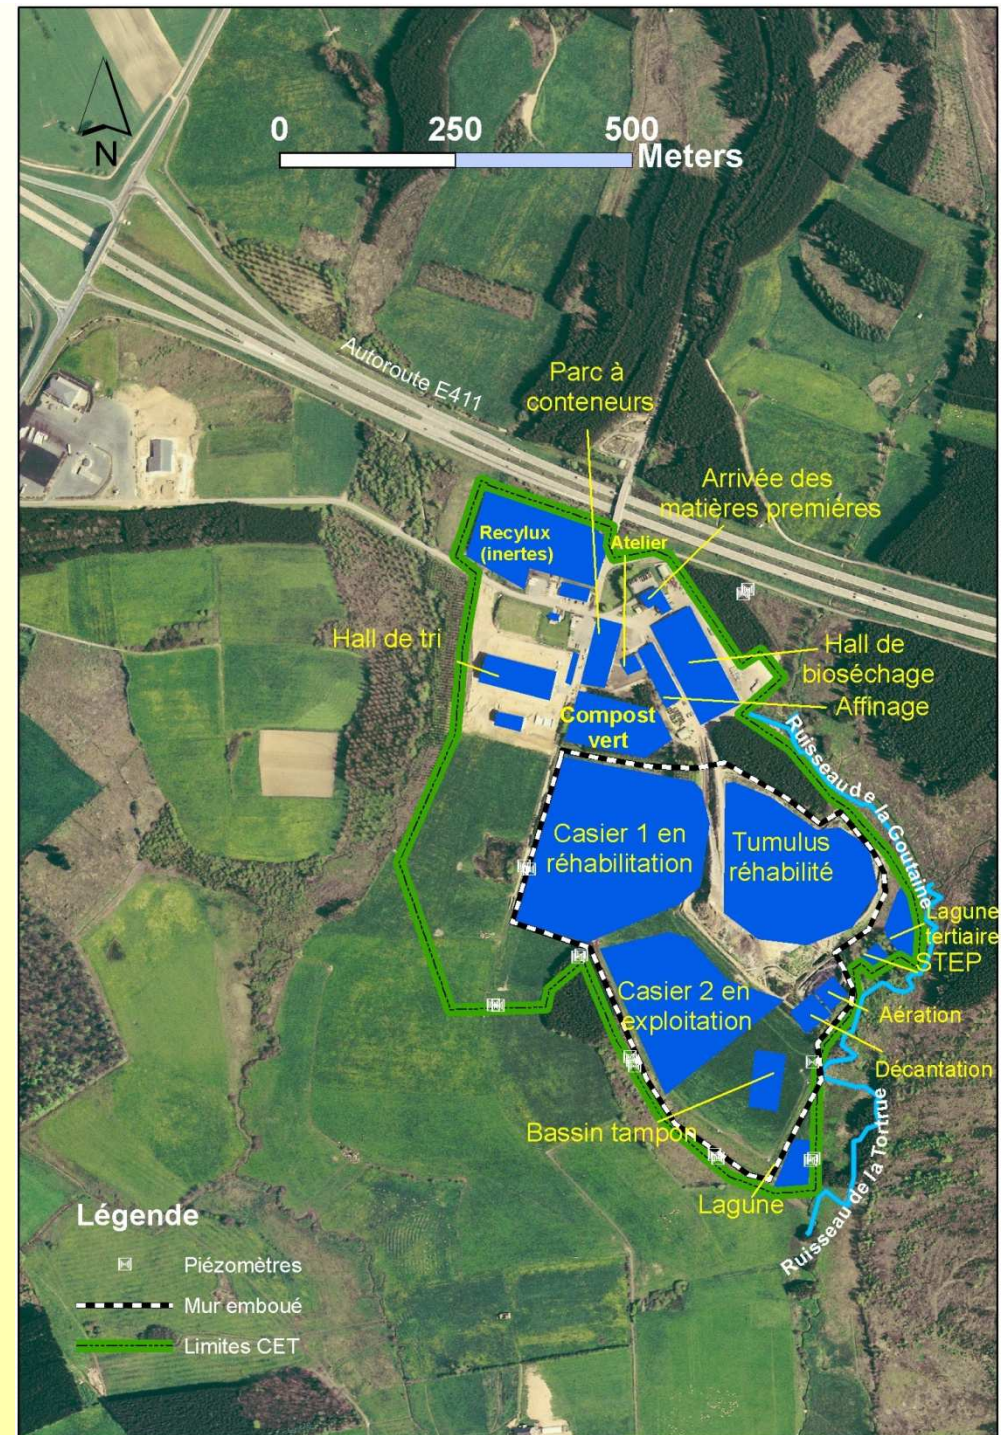 0 250 500
Meters
N
Autoroute E411
Parc à
conteneurs
Arrivée des
matières premiéres
Recylux
(inertes)
Atelier
Hall de tri
Hall de
bioséchage
Affinage
Compost
vert
Ruisseau de la Goutaine
Casier 1 en
réhabilitation
Tumulus
réhabilité
Lagune
tertiaire
STEP
Casier 2 en
exploitation
Aération
Décantation
Bassin tampon
Lagune
Ruisseau de la Tortrue
Légende
Piézomètres
Mur emboué
Limites CET